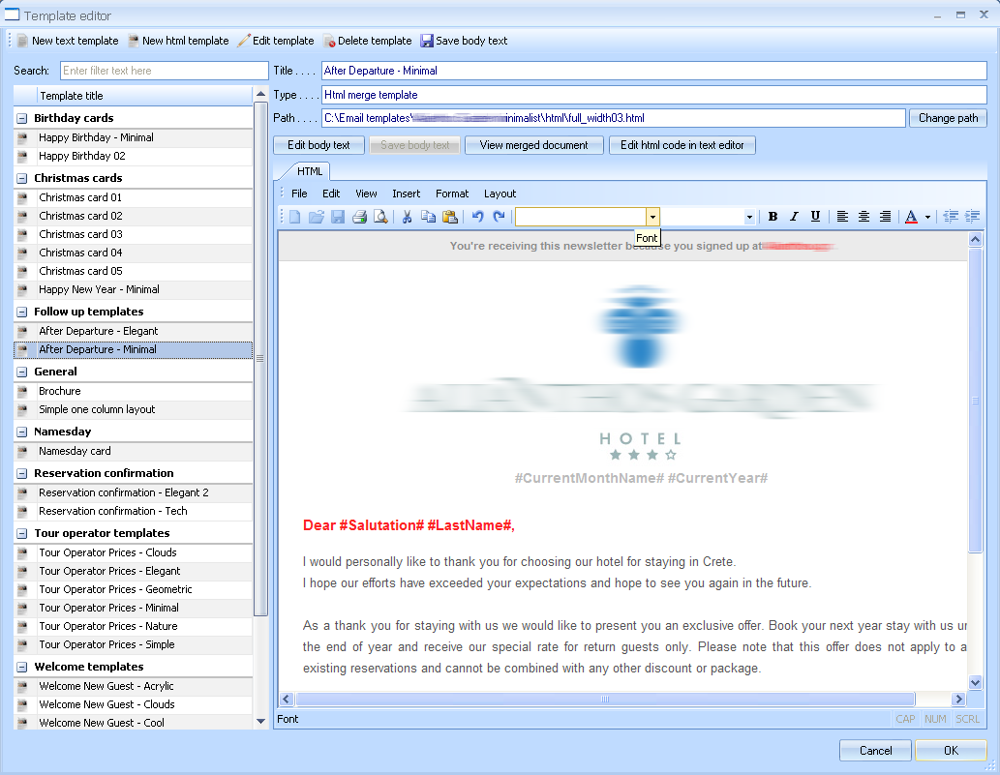 Template editor
New text template New html template Edit template Delete template Save body text
Search: Enter filter text here
Template title
Birthday cards
Happy Birthday - Minimal
Happy Birthday 02
Christmas cards
Christmas card 01
Christmas card 02
Christmas card 03
Christmas card 04
Christmas card 05
Happy New Year - Minimal
Follow up templates
After Departure - Elegant
After Departure - Minimal
General
Brochure
Simple one column layout
Namesday
Namesday card
Reservation confirmation
Reservation confirmation - Elegant 2
Reservation confirmation - Tech
Tour operator templates
Tour Operator Prices - Clouds
Tour Operator Prices - Elegant
Tour Operator Prices - Geometric
Tour Operator Prices - Minimal
Tour Operator Prices - Nature
Tour Operator Prices - Simple
Welcome templates
Welcome New Guest - Acrylic
Welcome New Guest - Clouds
Welcome New Guest - Cool
Title . . . . After Departure - Minimal
Type . . . . Html merge template
Path . . . . C:\Email templates\ inimalist\html\full_width03.html Change path
Edit body text Save body text View merged document Edit html code in text editor
HTML
File Edit View Insert Format Layout
B I U A
Font
You're receiving this newsletter because you signed up at
HOTEL
#CurrentMonthName# #CurrentYear#
Dear #Salutation# #LastName#,
I would personally like to thank you for choosing our hotel for staying in Crete.
I hope our efforts have exceeded your expectations and hope to see you again in the future.
As a thank you for staying with us we would like to present you an exclusive offer. Book your next year stay with us ur
the end of year and receive our special rate for return guests only. Please note that this offer does not apply to a
existing reservations and cannot be combined with any other discount or package.
Font CAP NUM SCRL
Cancel OK